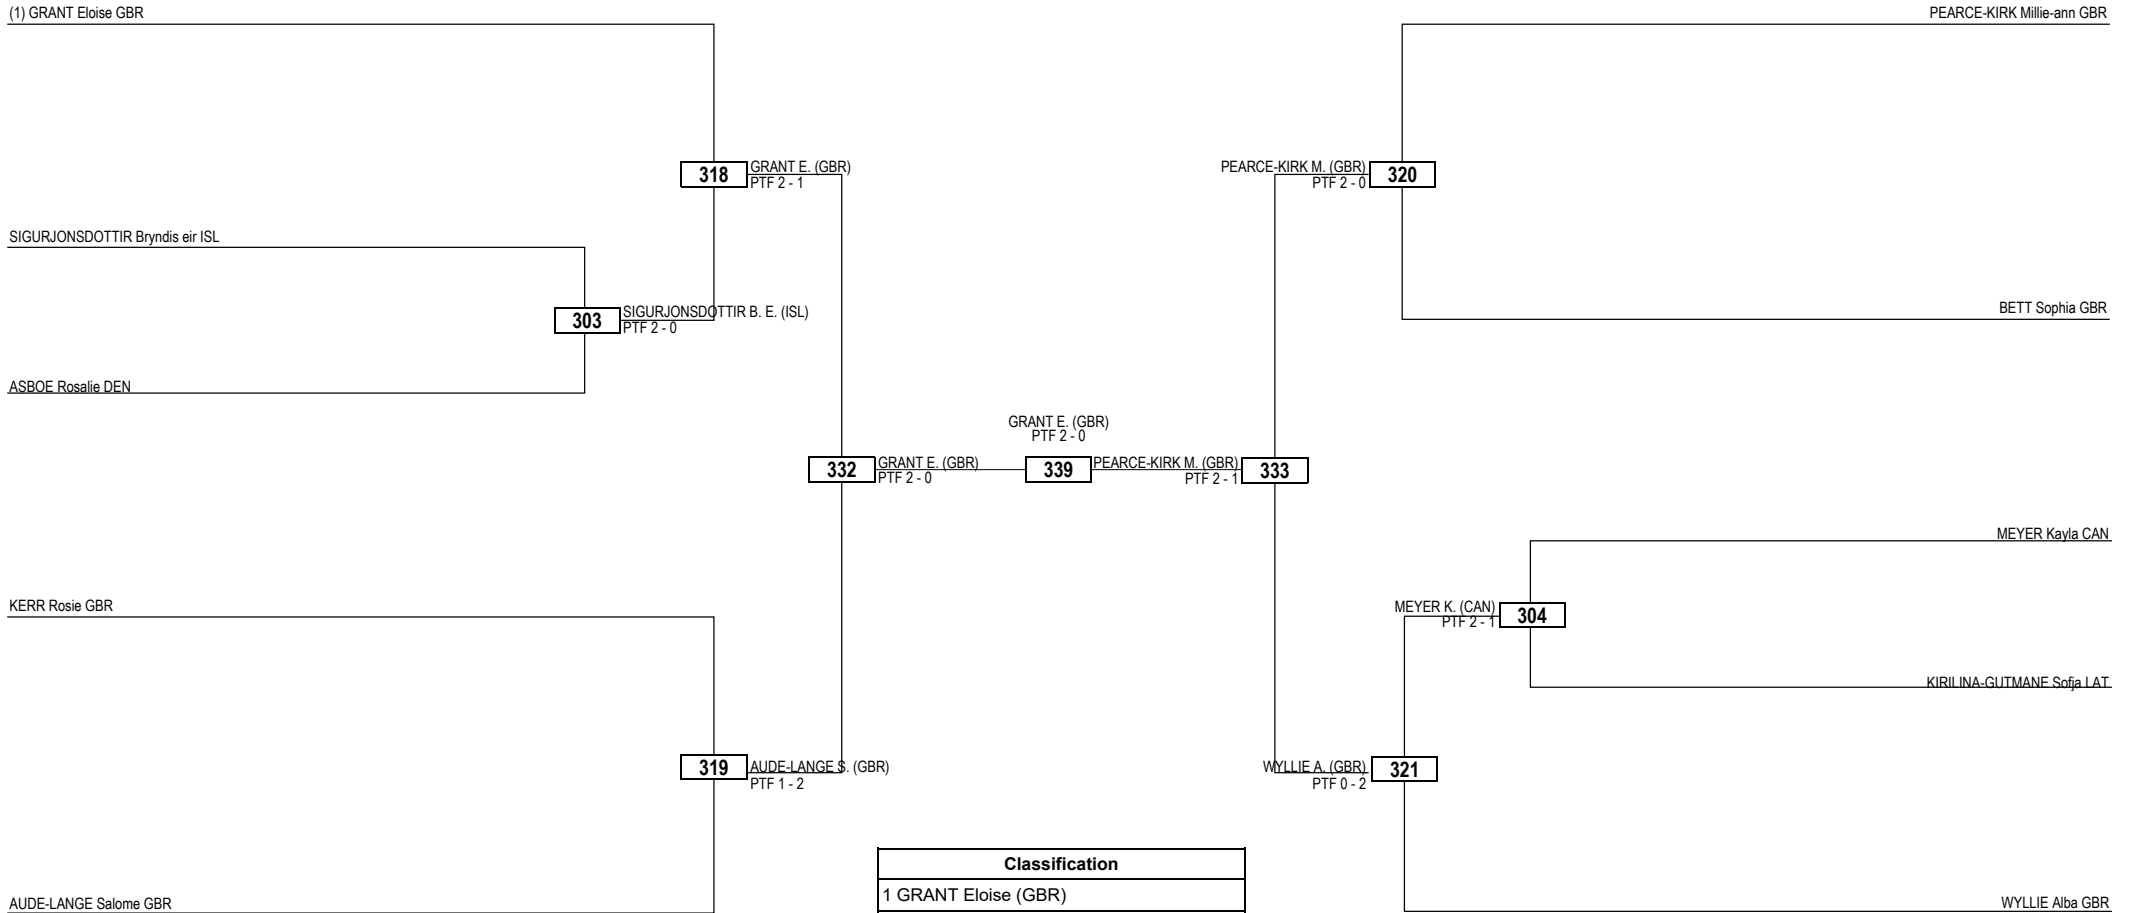 (1) GRANT Eloise GBR
PEARCE-KIRK Millie-ann GBR
318
GRANT E. (GBR)
PTF 2 - 1
PEARCE-KIRK M. (GBR)
PTF 2 - 0
320
SIGURJONSDOTTIR Bryndis eir ISL
303
SIGURJONSDOTTIR B. E. (ISL)
PTF 2 - 0
BETT Sophia GBR
ASBOE Rosalie DEN
GRANT E. (GBR)
PTF 2 - 0
332
GRANT E. (GBR)
PTF 2 - 0
339
PEARCE-KIRK M. (GBR)
PTF 2 - 1
333
MEYER Kayla CAN
KERR Rosie GBR
MEYER K. (CAN)
PTF 2 - 1
304
KIRILINA-GUTMANE Sofja LAT
319
AUDE-LANGE S. (GBR)
PTF 1 - 2
WYLLIE A. (GBR)
PTF 0 - 2
321
Classification
1 GRANT Eloise (GBR)
AUDE-LANGE Salome GBR
WYLLIE Alba GBR